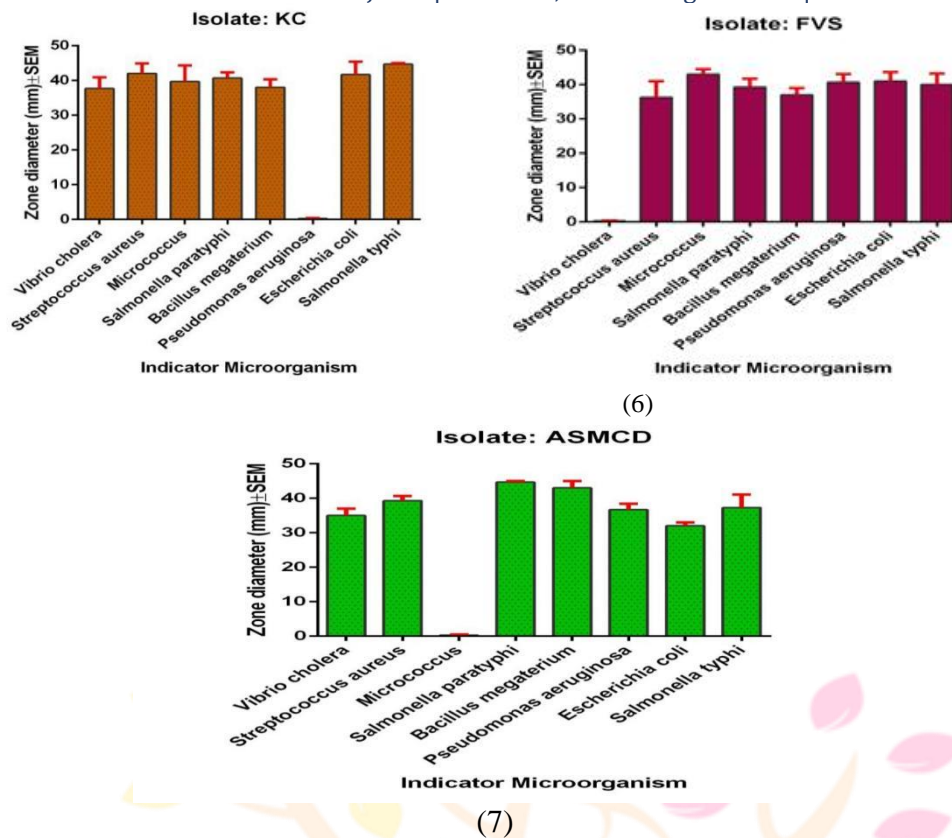 Isolate: KC
Zone diameter (mm)±SEM
50
40
30
20
10
0
Vibrio cholera
Streptococcus aureus
Micrococcus
Salmonella paratyphi
Bacillus megaterium
Pseudomonas aeruginosa
Escherichia coli
Salmonella typhi
Indicator Microorganism
Isolate: FVS
Zone diameter (mm)±SEM
50
40
30
20
10
0
Vibrio cholera
Streptococcus aureus
Micrococcus
Salmonella paratyphi
Bacillus megaterium
Pseudomonas aeruginosa
Escherichia coli
Salmonella typhi
Indicator Microorganism
(6)
Isolate: ASMCD
Zone diameter (mm)±SEM
50
40
30
20
10
0
Vibrio cholera
Streptococcus aureus
Micrococcus
Salmonella paratyphi
Bacillus megaterium
Pseudomonas aeruginosa
Escherichia coli
Salmonella typhi
Indicator Microorganism
(7)